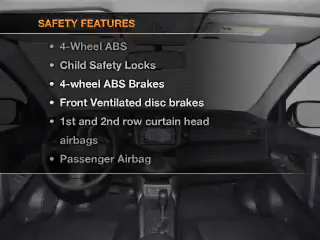 SAFETY FEATURES
• 4-Wheel ABS
• Child Safety Locks
• 4-wheel ABS Brakes
• Front Ventilated disc brakes
• 1st and 2nd row curtain head
airbags
• Passenger Airbag